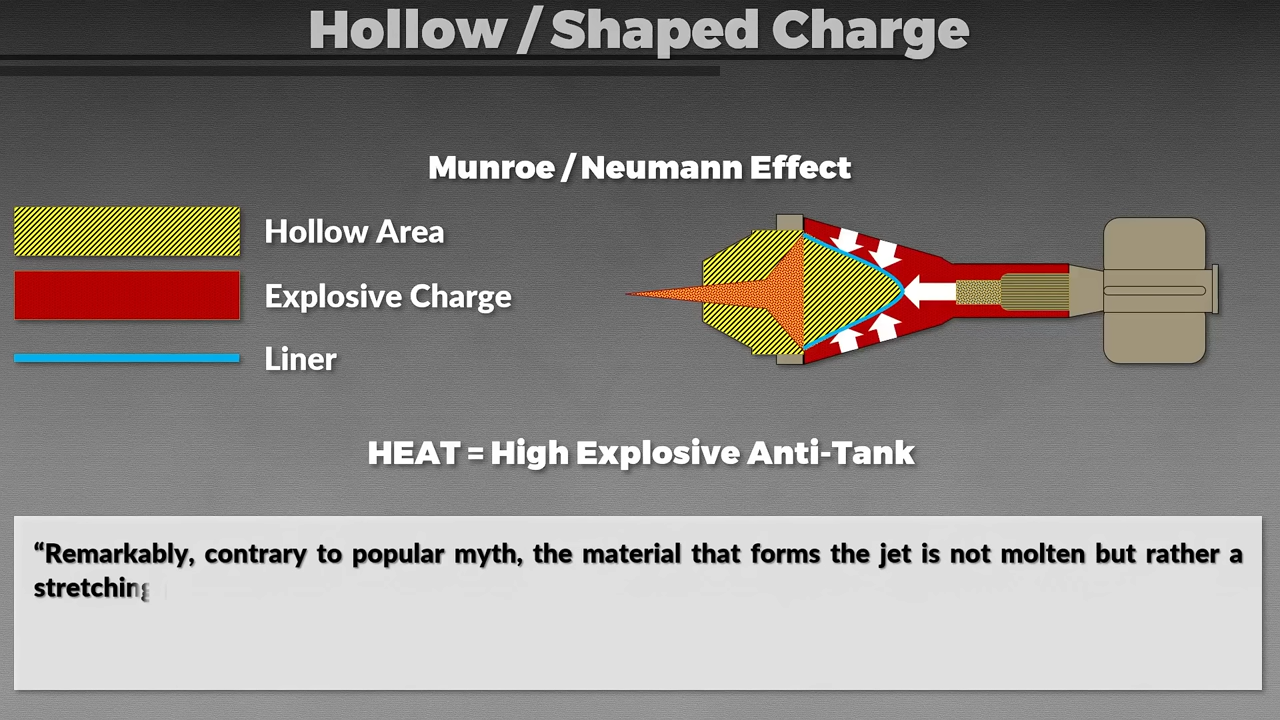 Hollow / Shaped Charge
Munroe / Neumann Effect
Hollow Area
Explosive Charge
Liner
HEAT = High Explosive Anti-Tank
“Remarkably, contrary to popular myth, the material that forms the jet is not molten but rather a
stretching